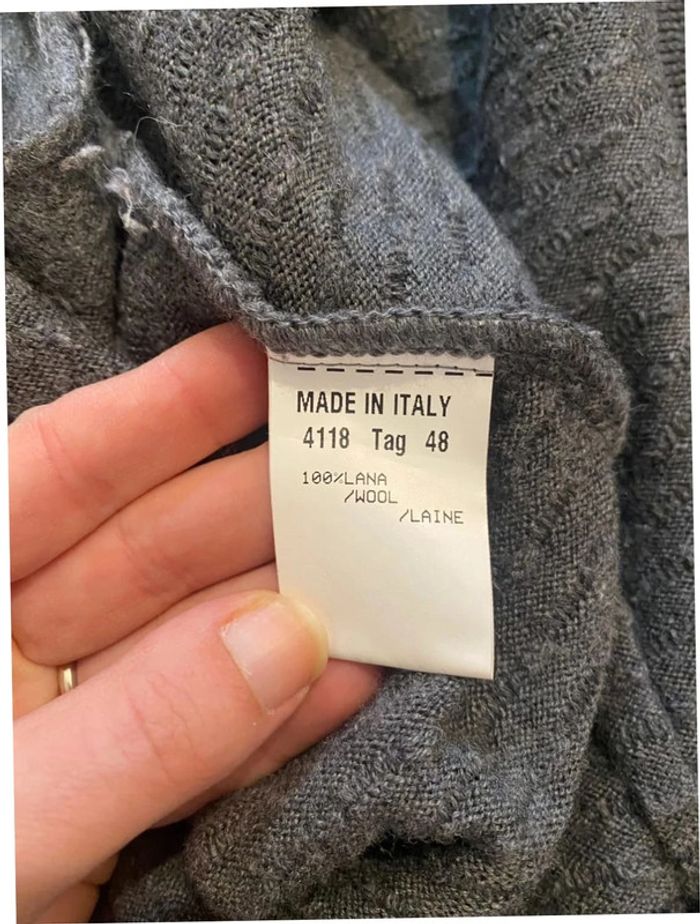 MADE IN ITALY
4118 Tag 48
100%LANA
/WOOL
/LAINE